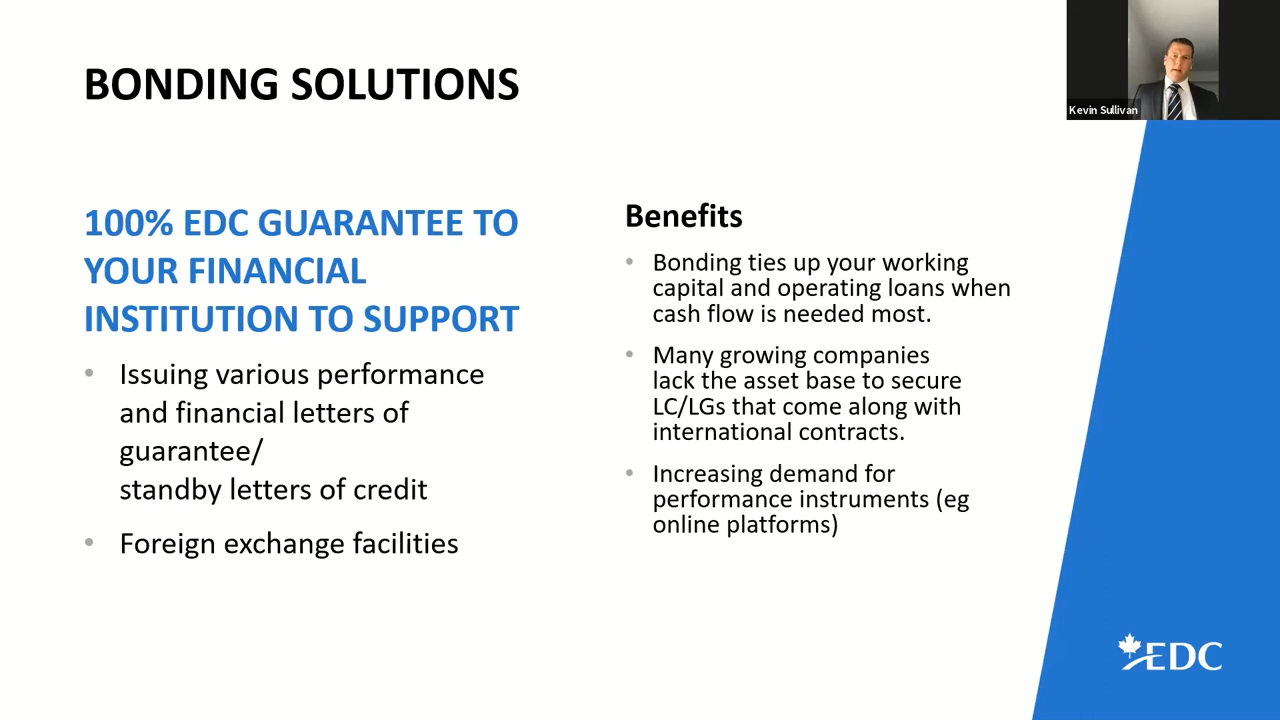 BONDING SOLUTIONS
Kevin Sullivan
100% EDC GUARANTEE TO
YOUR FINANCIAL
INSTITUTION TO SUPPORT
Issuing various performance
and financial letters of
guarantee/
standby letters of credit
Foreign exchange facilities
Benefits
Bonding ties up your working
capital and operating loans when
cash flow is needed most.
Many growing companies
lack the asset base to secure
LC/LGs that come along with
international contracts.
Increasing demand for
performance instruments (eg
online platforms)
EDC